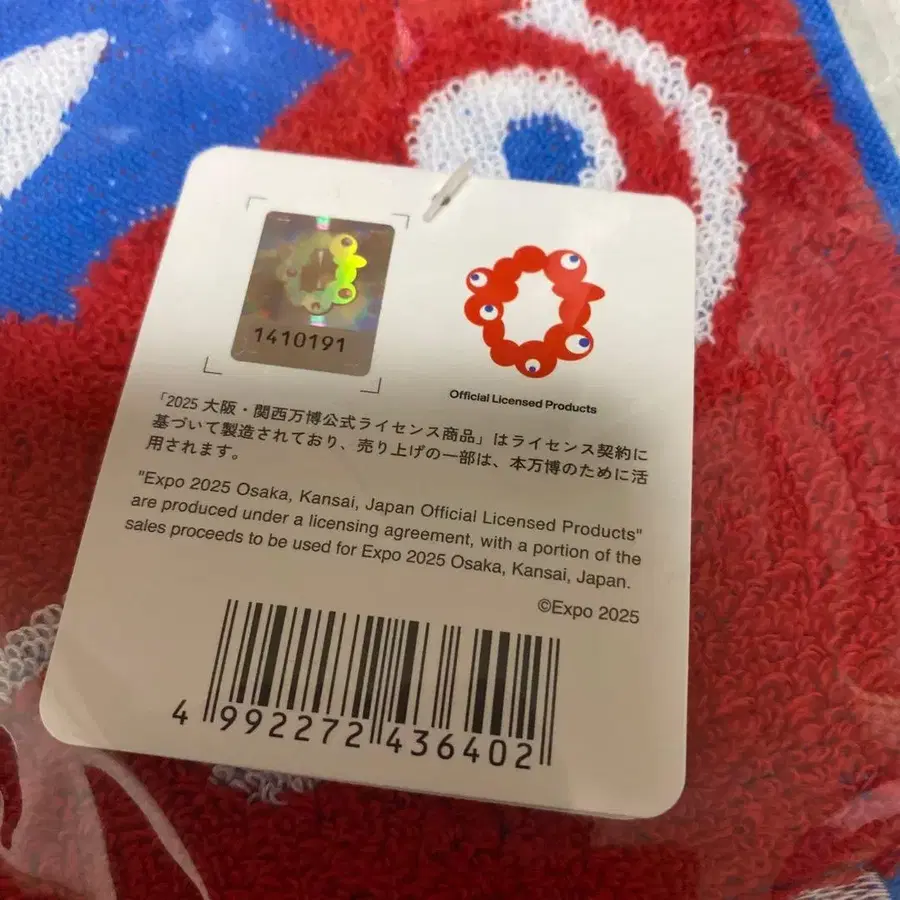 1410191
Official Licensed Products
「2025 大阪・関西万博公式ライセンス商品」はライセンス契約に
基づいて製造されており、売り上げの一部は、本万博のために活
用されます。
"Expo 2025 Osaka, Kansai, Japan Official Licensed Products"
are produced under a licensing agreement, with a portion of the
sales proceeds to be used for Expo 2025 Osaka, Kansai, Japan.
©Expo 2025
4 992272 436402